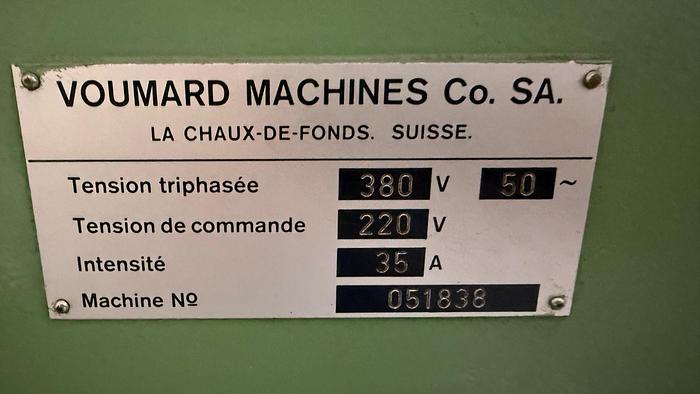 VOUMARD MACHINES Co. SA.
LA CHAUX-DE-FONDS. SUISSE.
Tension triphasée 380 V 50 ~
Tension de commande 220 V
Intensité 35 A
Machine Nº 051838